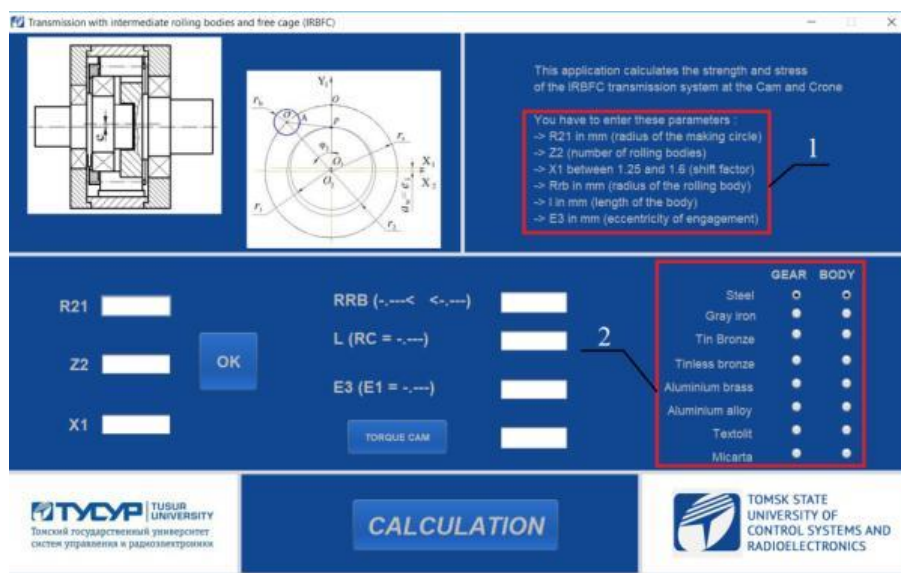 Transmission with intermediate rolling bodies and free cage (IRBFC)
This application calculates the strength and stress
of the IRBFC transmission system at the Cam and Crone
You have to enter these parameters :
-> R21 in mm (radius of the making circle)
-> Z2 (number of rolling bodies)
-> X1 between 1.25 and 1.6 (shift factor)
-> Rrb in mm (radius of the rolling body)
-> l in mm (length of the body)
-> E3 in mm (eccentricity of engagement)
1
R21
Z2
X1
OK
RRB (-.---< <-.---)
L (RC = -.---)
E3 (E1 = -.---)
TORQUE CAM
2
GEAR BODY
Steel
Gray iron
Tin Bronze
Tinless bronze
Aluminium brass
Aluminium alloy
Textolit
Micarta
ТУСУР
TUSUR
UNIVERSITY
Томский государственный университет
систем управления и радиоэлектроники
CALCULATION
TOMSK STATE
UNIVERSITY OF
CONTROL SYSTEMS AND
RADIOELECTRONICS